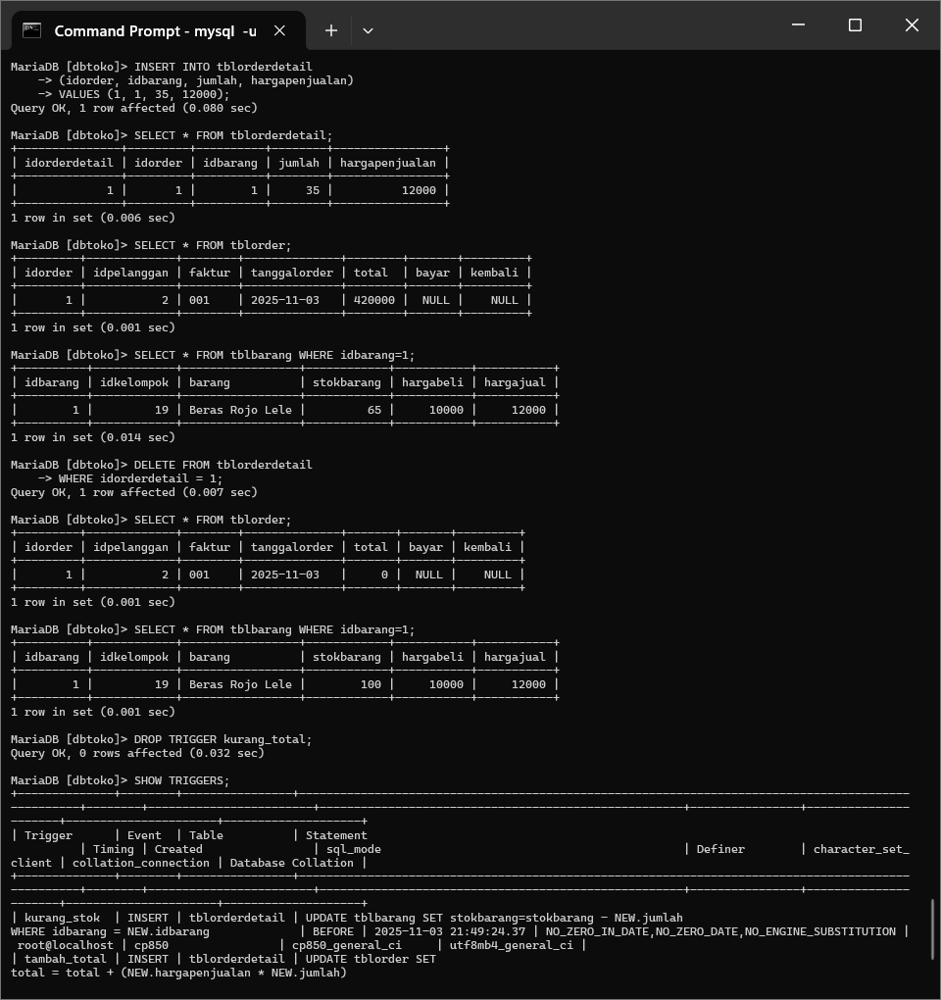 Command Prompt - mysql  -u
MariaDB [dbtoko]> INSERT INTO tblorderdetail
    -> (idorder, idbarang, jumlah, hargapenjualan)
    -> VALUES (1, 1, 35, 12000);
Query OK, 1 row affected (0.080 sec)
MariaDB [dbtoko]> SELECT * FROM tblorderdetail;
| idorderdetail | idorder | idbarang | jumlah | hargapenjualan |
|             1 |       1 |        1 |     35 |          12000 |
1 row in set (0.006 sec)
MariaDB [dbtoko]> SELECT * FROM tblorder;
| idorder | idpelanggan | faktur | tanggalorder | total  | bayar | kembali |
|       1 |           2 | 001    | 2025-11-03   | 420000 |  NULL |    NULL |
1 row in set (0.001 sec)
MariaDB [dbtoko]> SELECT * FROM tblbarang WHERE idbarang=1;
| idbarang | idkelompok | barang          | stokbarang | hargabeli | hargajual |
|        1 |         19 | Beras Rojo Lele |         65 |     10000 |     12000 |
1 row in set (0.014 sec)
MariaDB [dbtoko]> DELETE FROM tblorderdetail
    -> WHERE idorderdetail = 1;
Query OK, 1 row affected (0.007 sec)
MariaDB [dbtoko]> SELECT * FROM tblorder;
| idorder | idpelanggan | faktur | tanggalorder | total | bayar | kembali |
|       1 |           2 | 001    | 2025-11-03   |     0 |  NULL |    NULL |
1 row in set (0.001 sec)
MariaDB [dbtoko]> SELECT * FROM tblbarang WHERE idbarang=1;
| idbarang | idkelompok | barang          | stokbarang | hargabeli | hargajual |
|        1 |         19 | Beras Rojo Lele |        100 |     10000 |     12000 |
1 row in set (0.001 sec)
MariaDB [dbtoko]> DROP TRIGGER kurang_total;
Query OK, 0 rows affected (0.032 sec)
MariaDB [dbtoko]> SHOW TRIGGERS;
| Trigger      | Event  | Table          | Statement
          | Timing | Created                | sql_mode                                            | Definer        | character_set_
client | collation_connection | Database Collation |
| kurang_stok  | INSERT | tblorderdetail | UPDATE tblbarang SET stokbarang=stokbarang - NEW.jumlah
WHERE idbarang = NEW.idbarang             | BEFORE | 2025-11-03 21:49:24.37 | NO_ZERO_IN_DATE,NO_ZERO_DATE,NO_ENGINE_SUBSTITUTION |
 root@localhost | cp850                | cp850_general_ci     | utf8mb4_general_ci |
| tambah_total | INSERT | tblorderdetail | UPDATE tblorder SET
total = total + (NEW.hargapenjualan * NEW.jumlah)